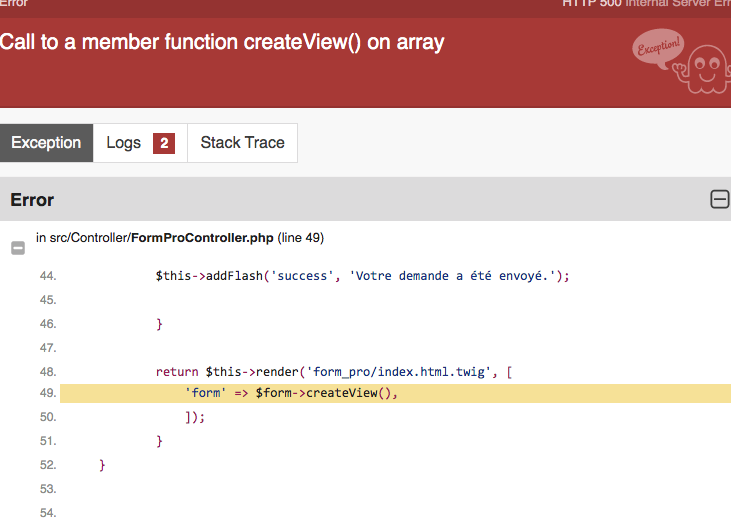 Error
HTTP 500 Internal Server Err
Call to a member function createView() on array
Exception!
Exception Logs 2 Stack Trace
Error
in src/Controller/FormProController.php (line 49)
44. $this->addFlash('success', 'Votre demande a été envoyé.');
45.
46. }
47.
48. return $this->render('form_pro/index.html.twig', [
49. 'form' => $form->createView(),
50. ]);
51. }
52. }
53.
54.